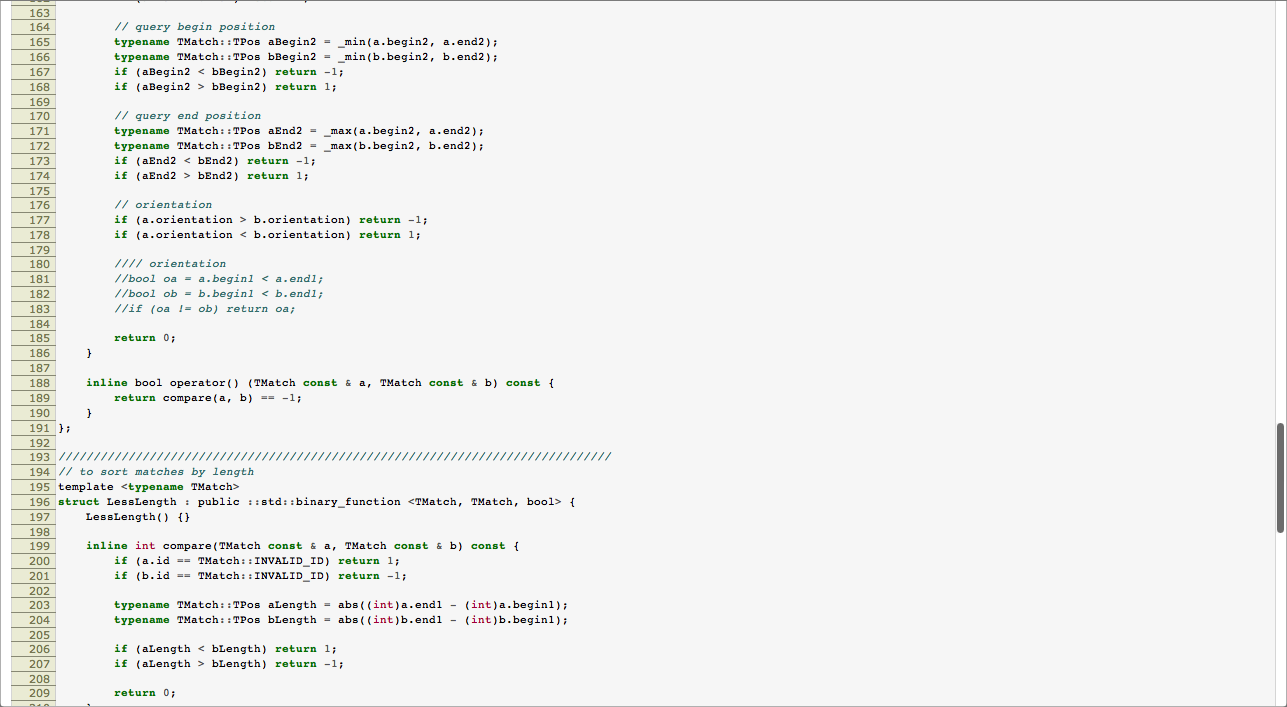 163
164         // query begin position
165         typename TMatch::TPos aBegin2 = _min(a.begin2, a.end2);
166         typename TMatch::TPos bBegin2 = _min(b.begin2, b.end2);
167         if (aBegin2 < bBegin2) return -1;
168         if (aBegin2 > bBegin2) return 1;
169
170         // query end position
171         typename TMatch::TPos aEnd2 = _max(a.begin2, a.end2);
172         typename TMatch::TPos bEnd2 = _max(b.begin2, b.end2);
173         if (aEnd2 < bEnd2) return -1;
174         if (aEnd2 > bEnd2) return 1;
175
176         // orientation
177         if (a.orientation > b.orientation) return -1;
178         if (a.orientation < b.orientation) return 1;
179
180         //// orientation
181         //bool oa = a.begin1 < a.end1;
182         //bool ob = b.begin1 < b.end1;
183         //if (oa != ob) return oa;
184
185         return 0;
186     }
187
188     inline bool operator() (TMatch const & a, TMatch const & b) const {
189         return compare(a, b) == -1;
190     }
191 };
192
193 ///////////////////////////////////////////////////////////////////////////////
194 // to sort matches by length
195 template <typename TMatch>
196 struct LessLength : public ::std::binary_function <TMatch, TMatch, bool> {
197     LessLength() {}
198
199     inline int compare(TMatch const & a, TMatch const & b) const {
200         if (a.id == TMatch::INVALID_ID) return 1;
201         if (b.id == TMatch::INVALID_ID) return -1;
202
203         typename TMatch::TPos aLength = abs((int)a.end1 - (int)a.begin1);
204         typename TMatch::TPos bLength = abs((int)b.end1 - (int)b.begin1);
205
206         if (aLength < bLength) return 1;
207         if (aLength > bLength) return -1;
208
209         return 0;